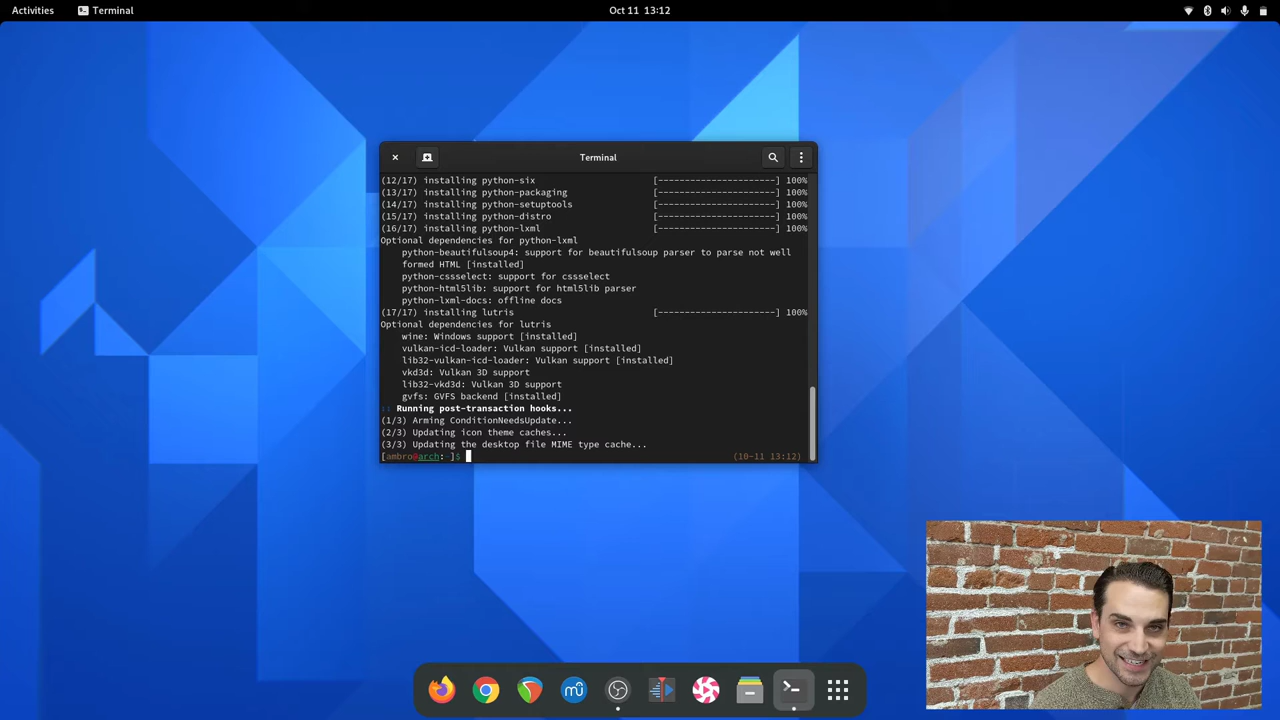 Activities Terminal Oct 11 13:12
Terminal
(12/17) installing python-six [----------------------] 100%
(13/17) installing python-packaging [----------------------] 100%
(14/17) installing python-setuptools [----------------------] 100%
(15/17) installing python-distro [----------------------] 100%
(16/17) installing python-lxml [----------------------] 100%
Optional dependencies for python-lxml
python-beautifulsoup4: support for beautifulsoup parser to parse not well
formed HTML [installed]
python-cssselect: support for cssselect
python-html5lib: support for html5lib parser
python-lxml-docs: offline docs
(17/17) installing lutris [----------------------] 100%
Optional dependencies for lutris
wine: Windows support [installed]
vulkan-icd-loader: Vulkan support [installed]
lib32-vulkan-icd-loader: Vulkan support [installed]
vkd3d: Vulkan 3D support
lib32-vkd3d: Vulkan 3D support
gvfs: GVFS backend [installed]
:: Running post-transaction hooks...
(1/3) Arming ConditionNeedsUpdate...
(2/3) Updating icon theme caches...
(3/3) Updating the desktop file MIME type cache...
[ambro@arch:~]$ (10-11 13:12)